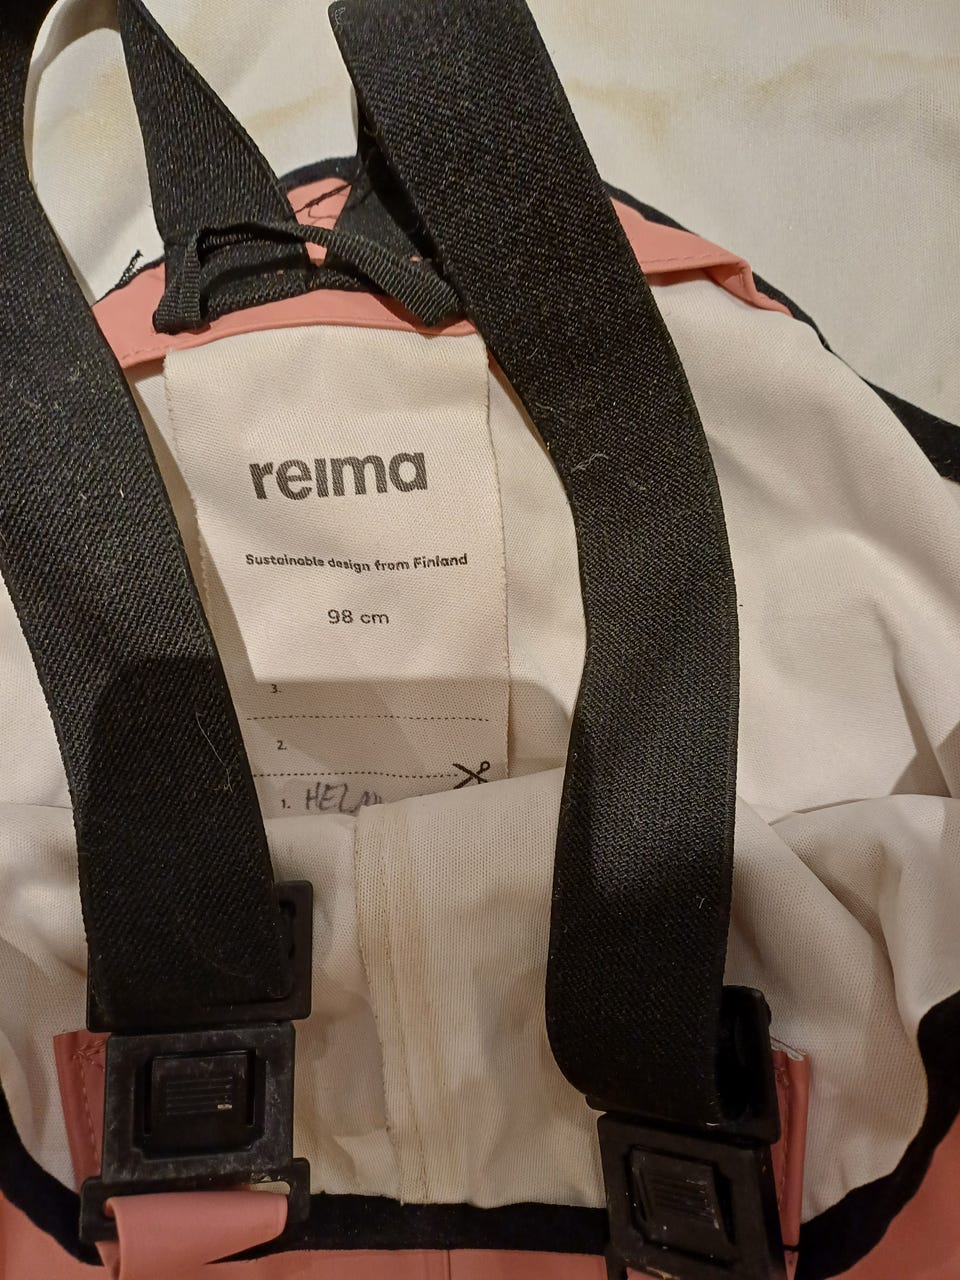 reima
Sustainable design from Finland
98 cm
3.
2.
1.